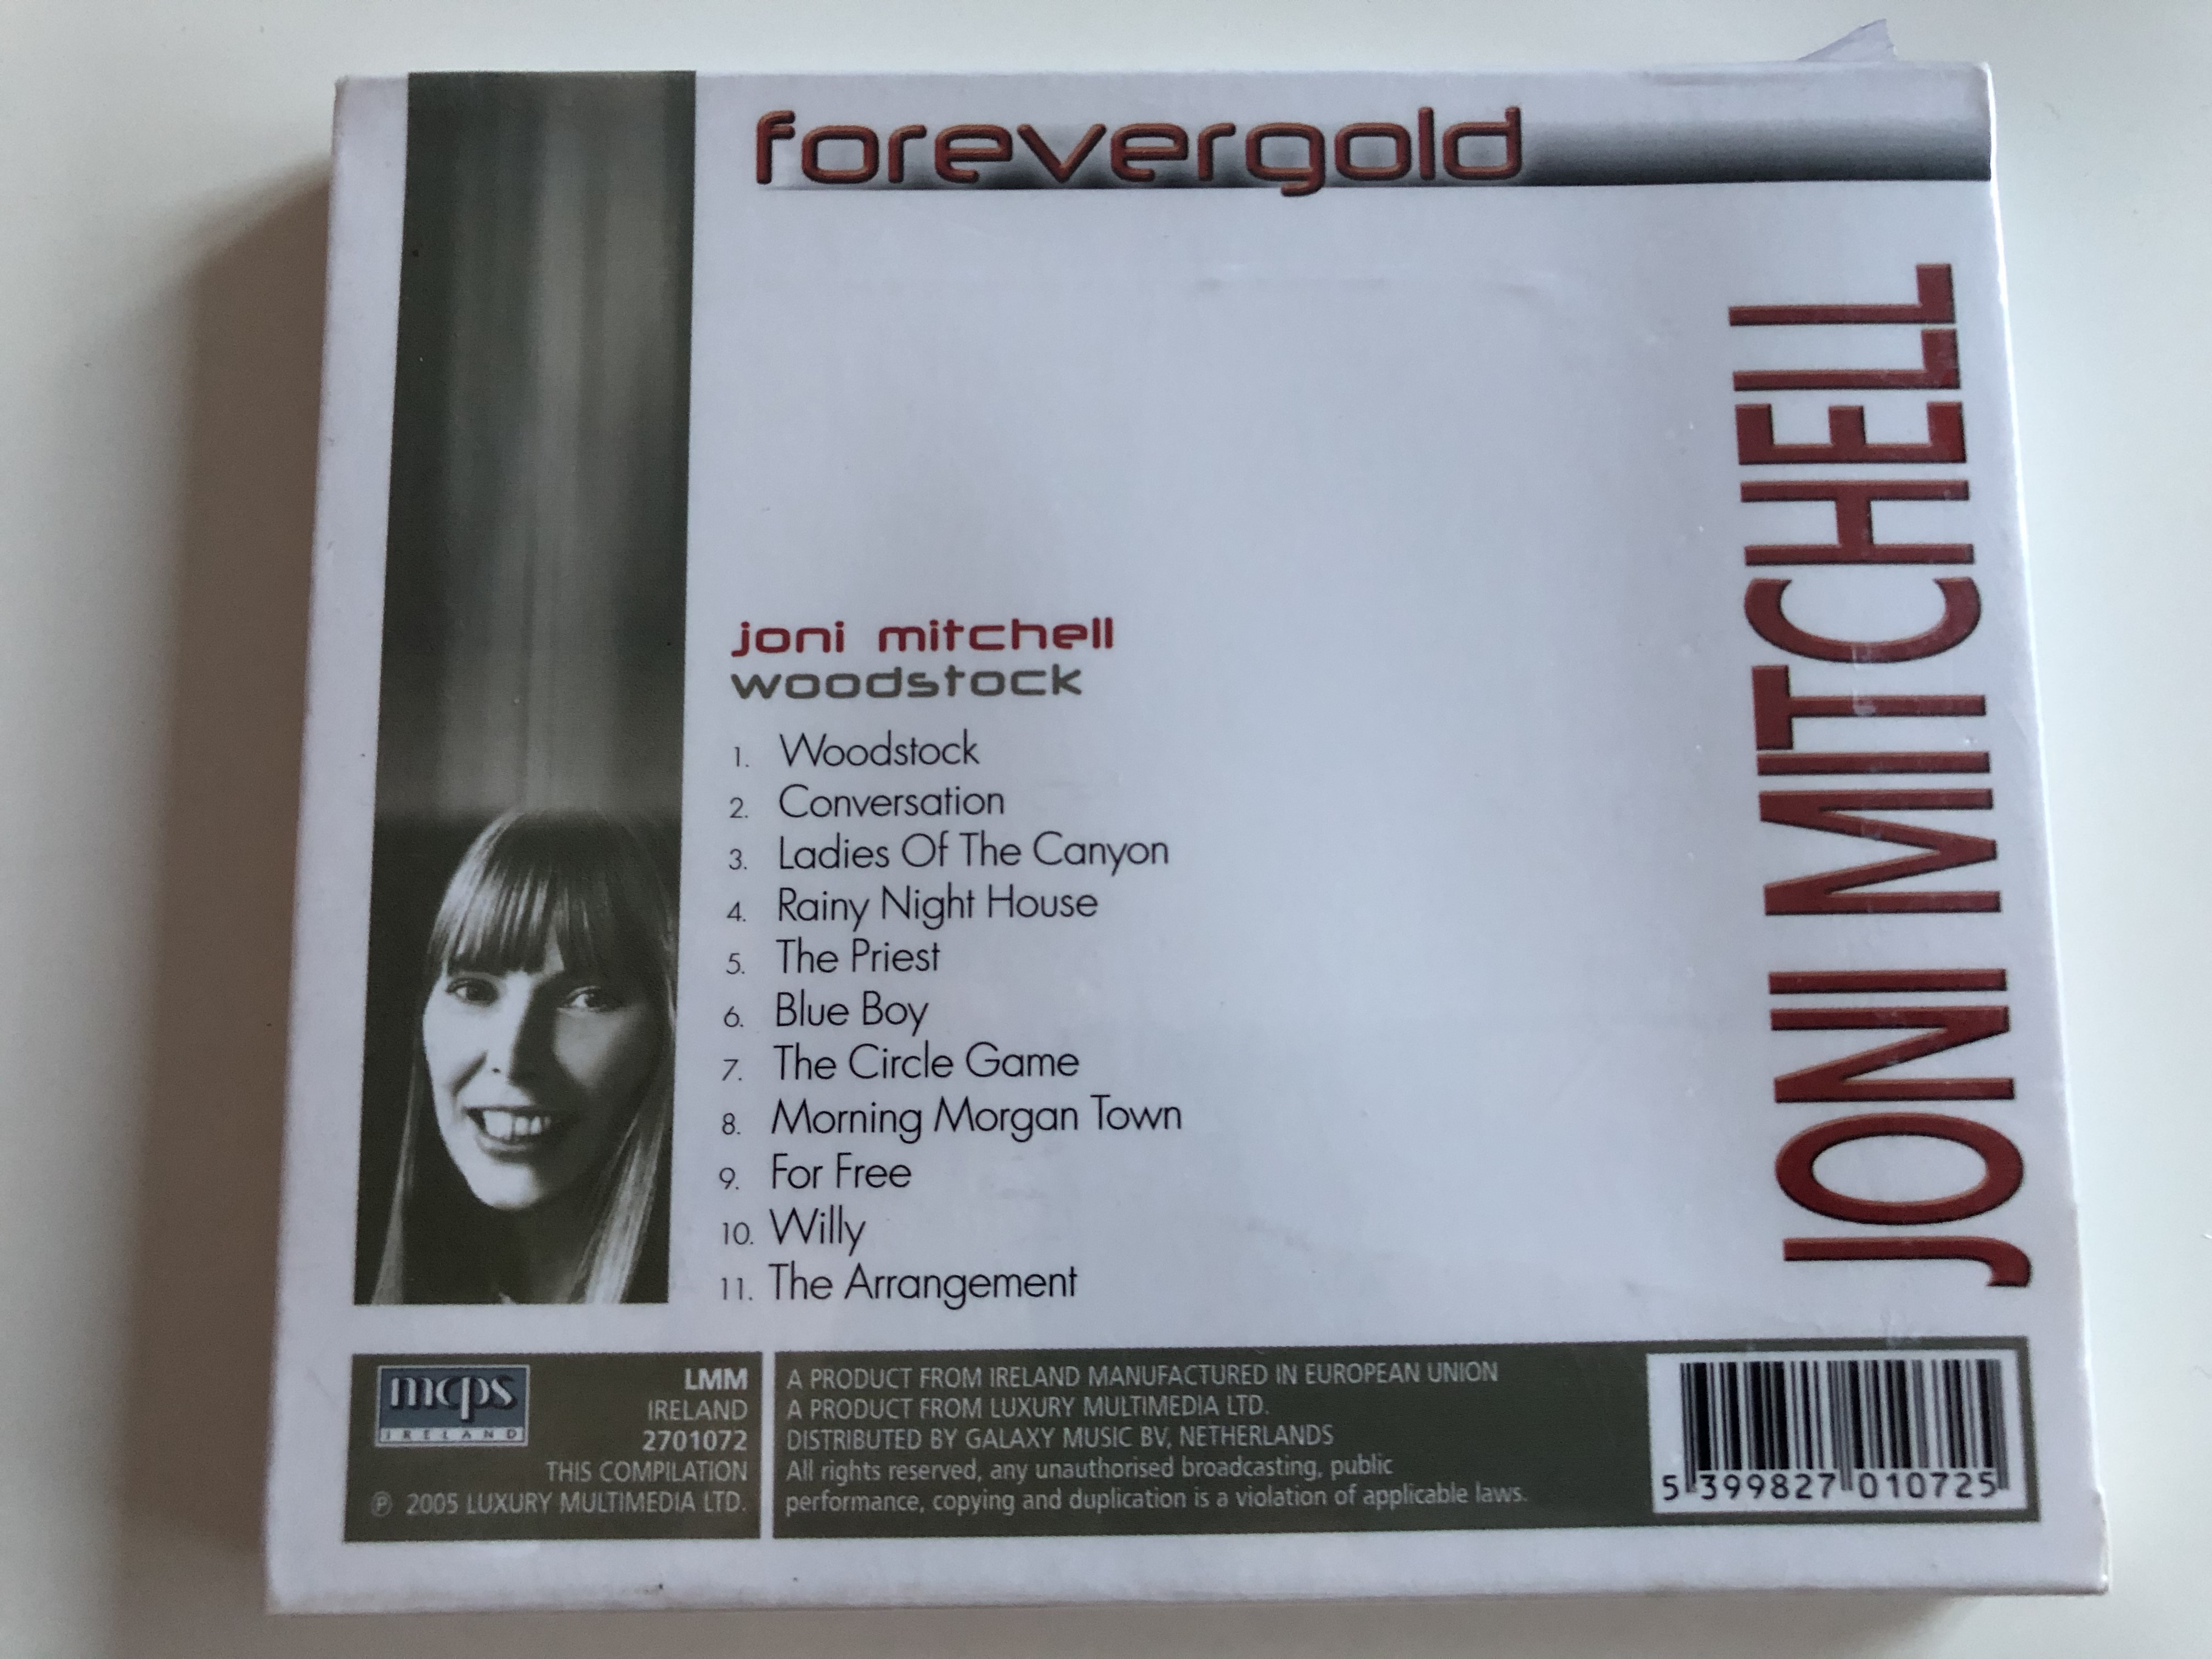 forevergold
JONI MITCHELL
joni mitchell
woodstock
1. Woodstock
2. Conversation
3. Ladies Of The Canyon
4. Rainy Night House
5. The Priest
6. Blue Boy
7. The Circle Game
8. Morning Morgan Town
9. For Free
10. Willy
11. The Arrangement
mcps
IRELAND
LMM
IRELAND
2701072
THIS COMPILATION
℗ 2005 LUXURY MULTIMEDIA LTD.
A PRODUCT FROM IRELAND MANUFACTURED IN EUROPEAN UNION
A PRODUCT FROM LUXURY MULTIMEDIA LTD.
DISTRIBUTED BY GALAXY MUSIC BV, NETHERLANDS
All rights reserved, any unauthorised broadcasting, public
performance, copying and duplication is a violation of applicable laws.
5 399827 010725